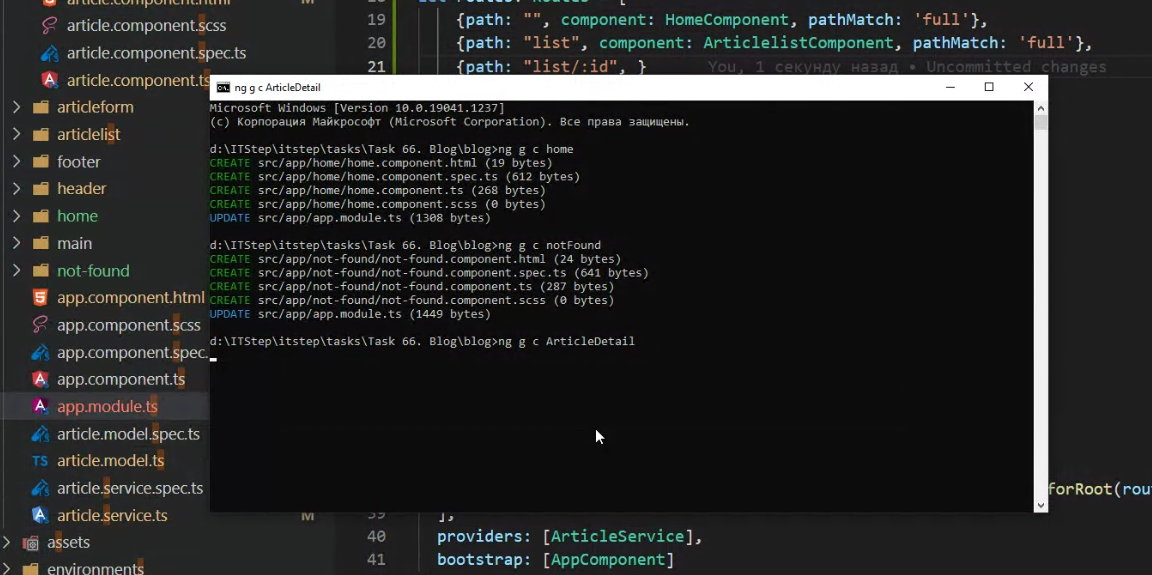 article.component.html M
article.component.scss
article.component.spec.ts
article.component.ts
articleform
articlelist
footer
header
home
main
not-found
app.component.html
app.component.scss
app.component.spec.
app.component.ts
app.module.ts
article.model.spec.ts
TS article.model.ts
article.service.spec.ts
article.service.ts M
assets
environments
19 {path: "", component: HomeComponent, pathMatch: 'full'},
20 {path: "list", component: ArticlelistComponent, pathMatch: 'full'},
21 {path: "list/:id", } You, 1 секунду назад • Uncommitted changes
ng g c ArticleDetail
Microsoft Windows [Version 10.0.19041.1237]
(c) Корпорация Майкрософт (Microsoft Corporation). Все права защищены.
d:\ITStep\itstep\tasks\Task 66. Blog\blog>ng g c home
CREATE src/app/home/home.component.html (19 bytes)
CREATE src/app/home/home.component.spec.ts (612 bytes)
CREATE src/app/home/home.component.ts (268 bytes)
CREATE src/app/home/home.component.scss (0 bytes)
UPDATE src/app/app.module.ts (1308 bytes)
d:\ITStep\itstep\tasks\Task 66. Blog\blog>ng g c notFound
CREATE src/app/not-found/not-found.component.html (24 bytes)
CREATE src/app/not-found/not-found.component.spec.ts (641 bytes)
CREATE src/app/not-found/not-found.component.ts (287 bytes)
CREATE src/app/not-found/not-found.component.scss (0 bytes)
UPDATE src/app/app.module.ts (1449 bytes)
d:\ITStep\itstep\tasks\Task 66. Blog\blog>ng g c ArticleDetail
forRoot(rou
39 ],
40 providers: [ArticleService],
41 bootstrap: [AppComponent]